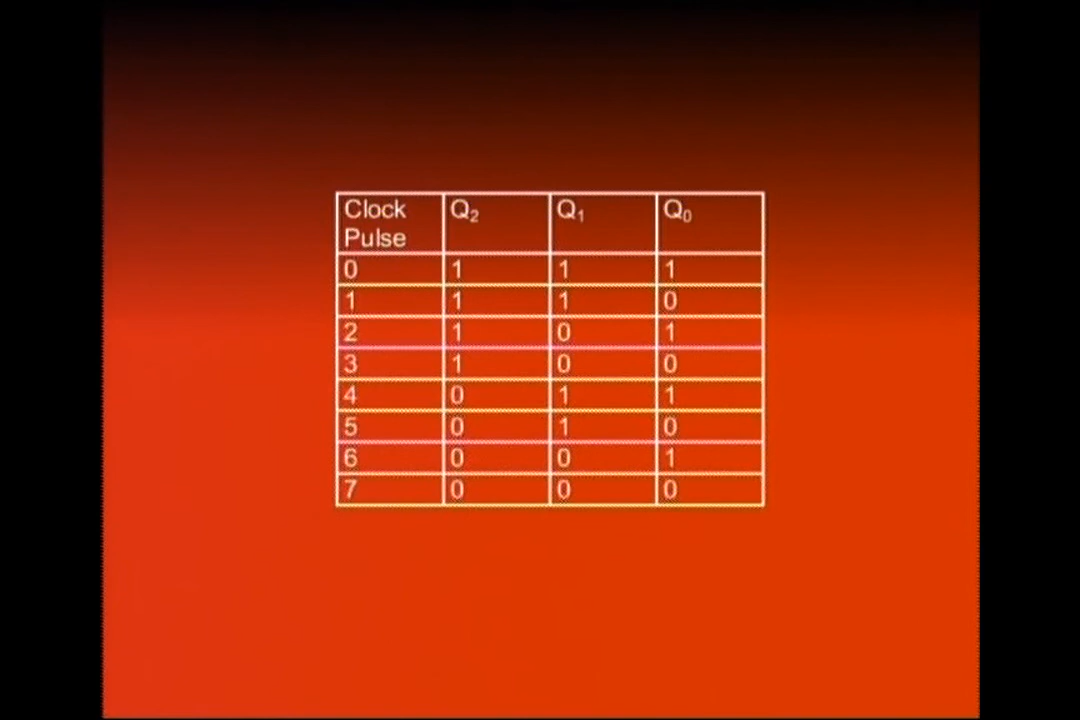 Clock Pulse Q₂ Q₁ Q₀
0 1 1 1
1 1 1 0
2 1 0 1
3 1 0 0
4 0 1 1
5 0 1 0
6 0 0 1
7 0 0 0